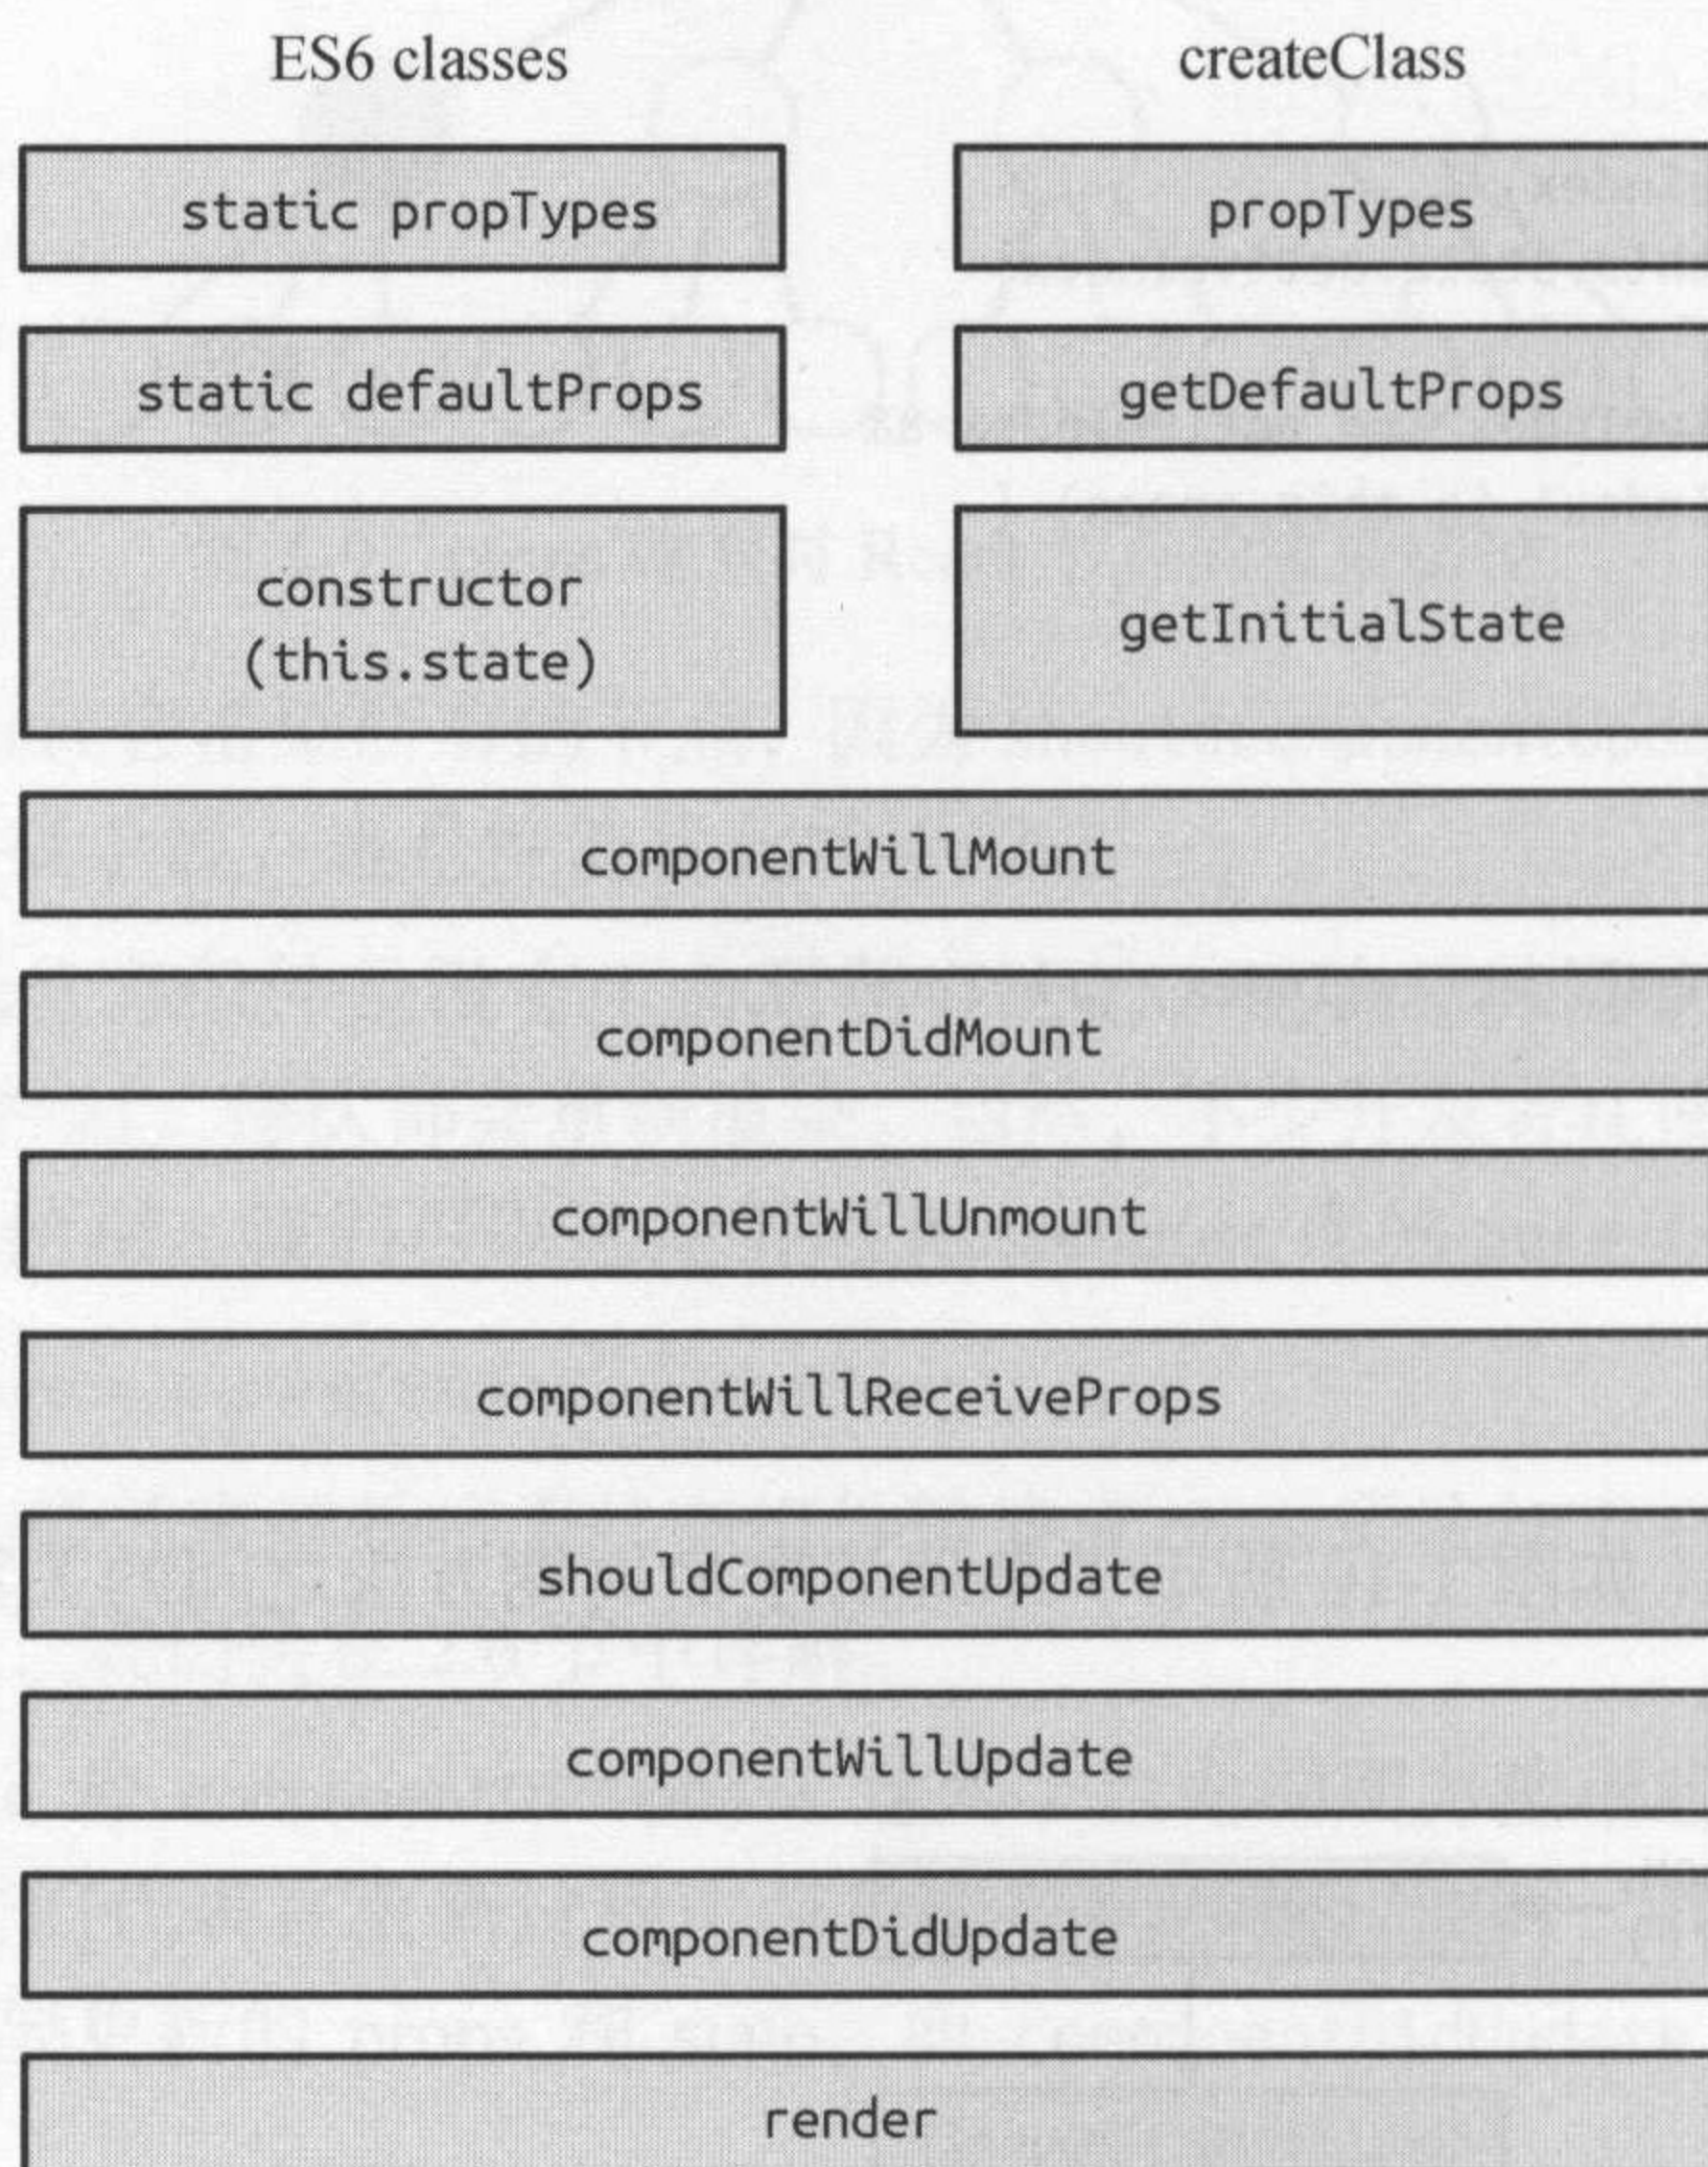 ES6 classes
createClass
static propTypes
propTypes
static defaultProps
getDefaultProps
constructor
(this.state)
getInitialState
componentWillMount
componentDidMount
componentWillUnmount
componentWillReceiveProps
shouldComponentUpdate
componentWillUpdate
componentDidUpdate
render